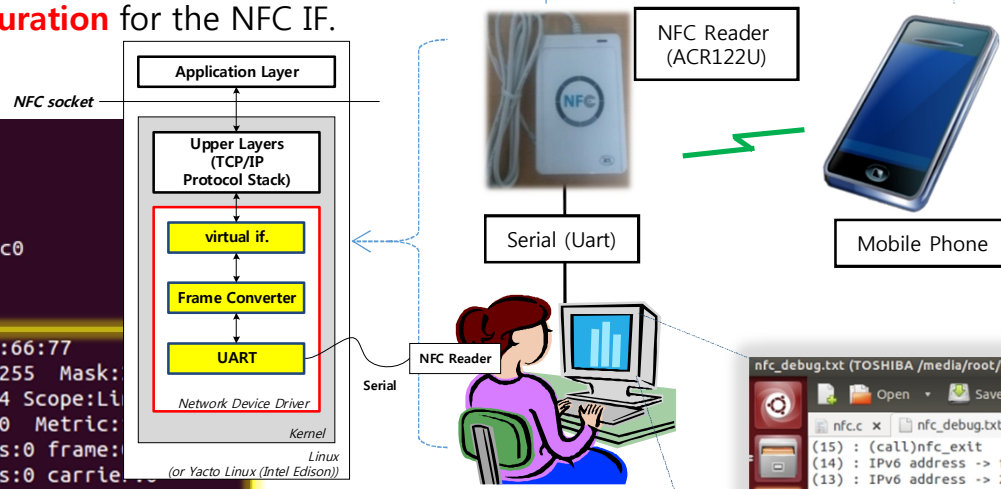 uration for the NFC IF.
Application Layer
NFC socket
Upper Layers
(TCP/IP
Protocol Stack)
virtual if.
Frame Converter
UART
Network Device Driver
Kernel
Linux
(or Yacto Linux (Intel Edison))
Serial
NFC Reader
c0
:66:77
255 Mask:
4 Scope:Li
0 Metric:
s:0 frame:
s:0 carrier:0
NFC Reader
(ACR122U)
NFC
Serial (Uart)
Mobile Phone
nfc_debug.txt (TOSHIBA /media/root/
Open
Save
nfc.c x nfc_debug.txt
(15) : (call)nfc_exit
(14) : IPv6 address ->
(13) : IPv6 address ->